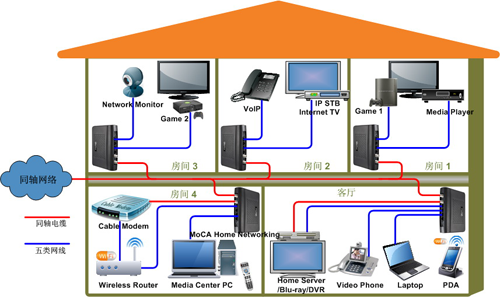 Network Monitor
Game 2
房间 3
VoIP
IP STB
Internet TV
房间 2
Game 1
Media Player
房间 1
同轴网络
同轴电缆
五类网线
房间 4
Cable Modem
MoCA Home Networking
Wireless Router
Media Center PC
客厅
Home Server
/Blu-ray/DVR
Video Phone
Laptop
PDA